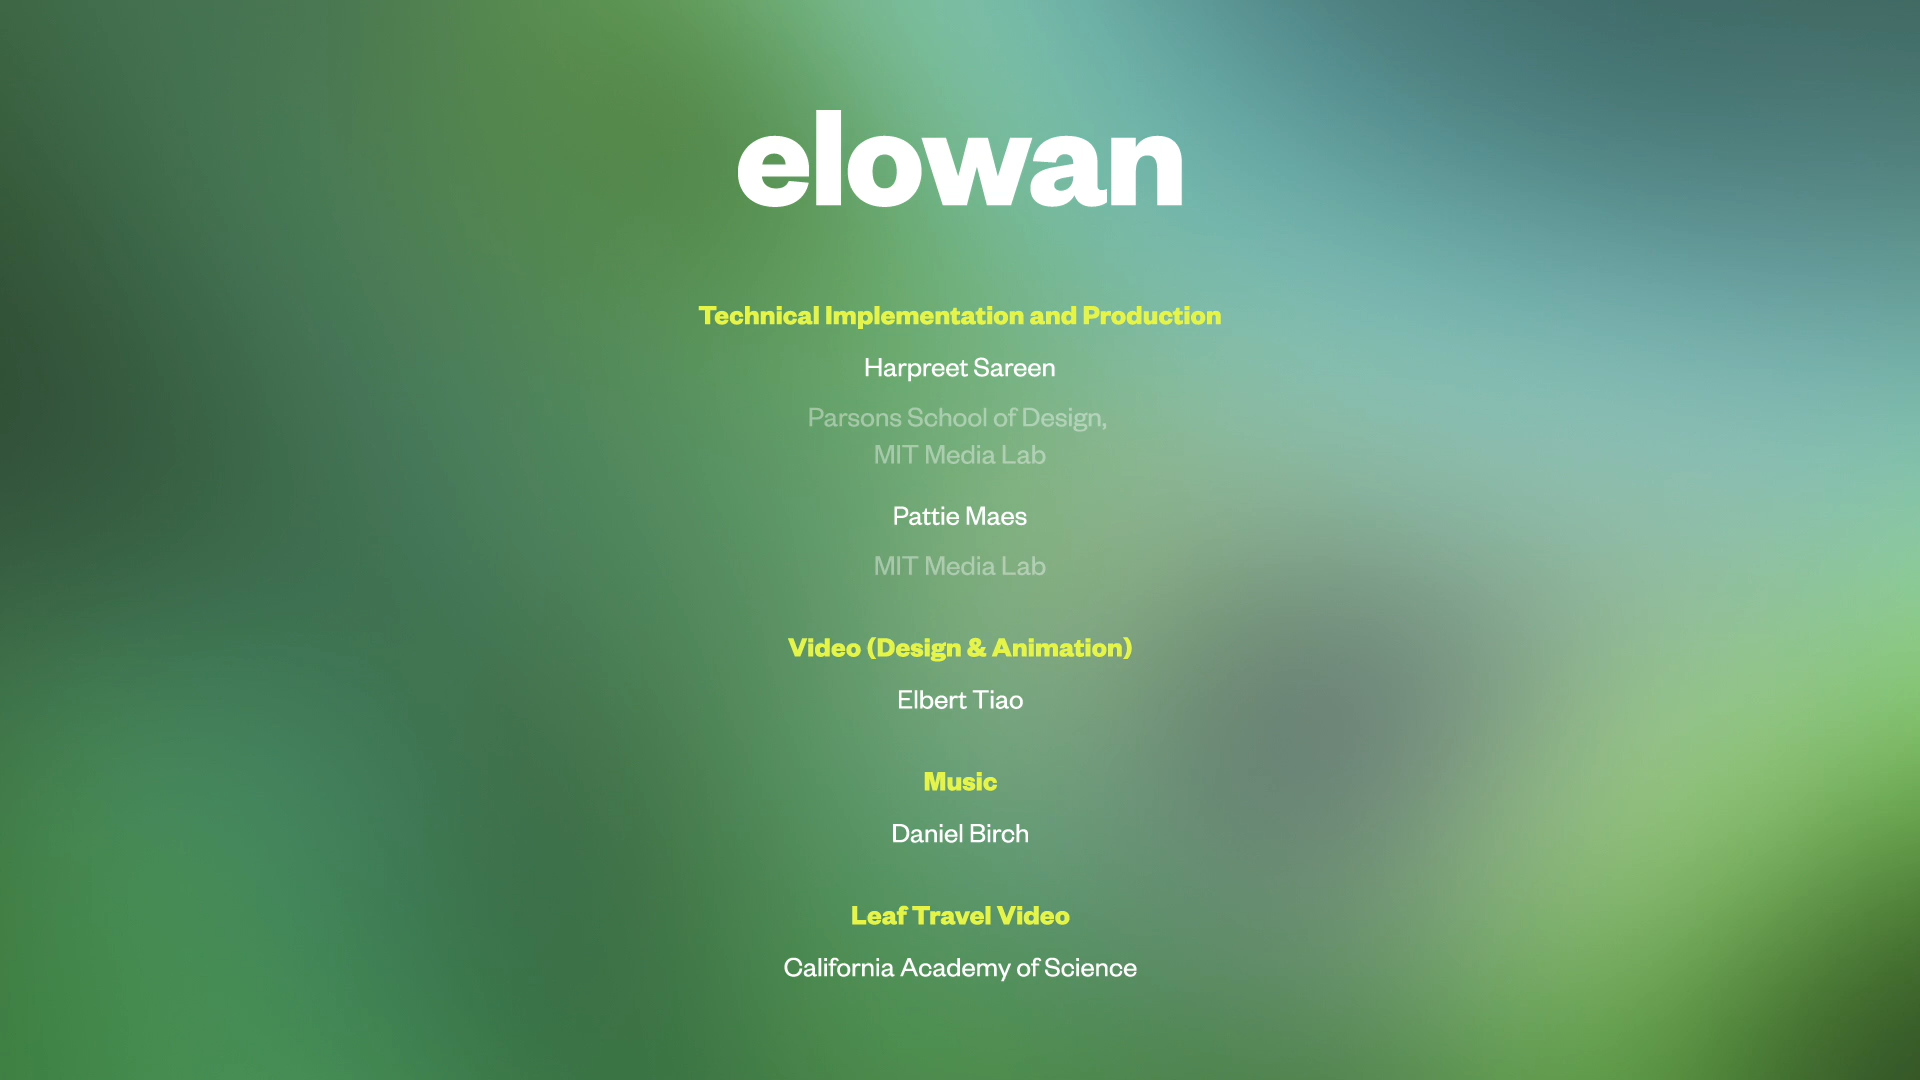 elowan
Technical Implementation and Production
Harpreet Sareen
Parsons School of Design,
MIT Media Lab
Pattie Maes
MIT Media Lab
Video (Design & Animation)
Elbert Tiao
Music
Daniel Birch
Leaf Travel Video
California Academy of Science